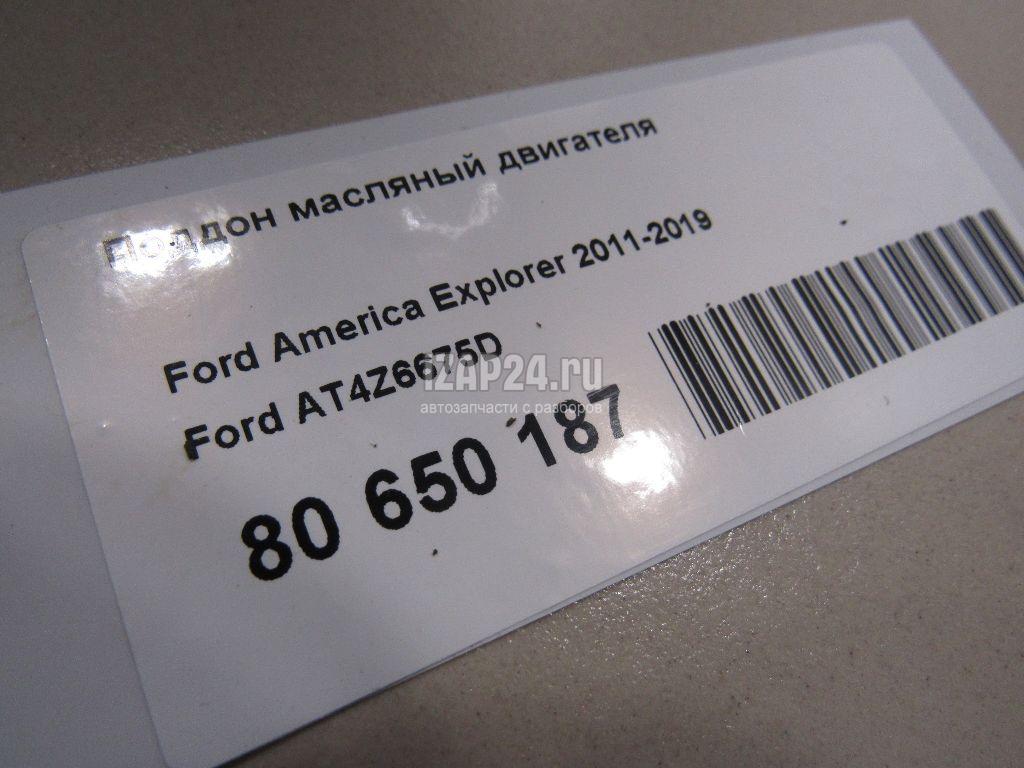 Поддон масляный двигателя
Ford America Explorer 2011-2019
Ford AT4Z6675D
iZAP24.ru
автозапчасти с разборов
80 650 187